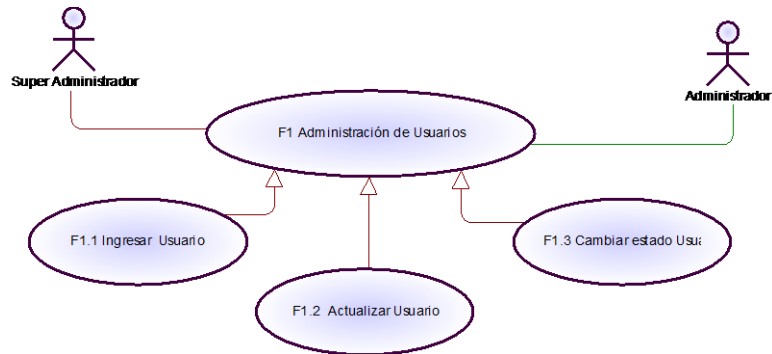 Super Administrador
Administrador
F1 Administración de Usuarios
F1.1 Ingresar Usuario
F1.3 Cambiar estado Usua
F1.2 Actualizar Usuario